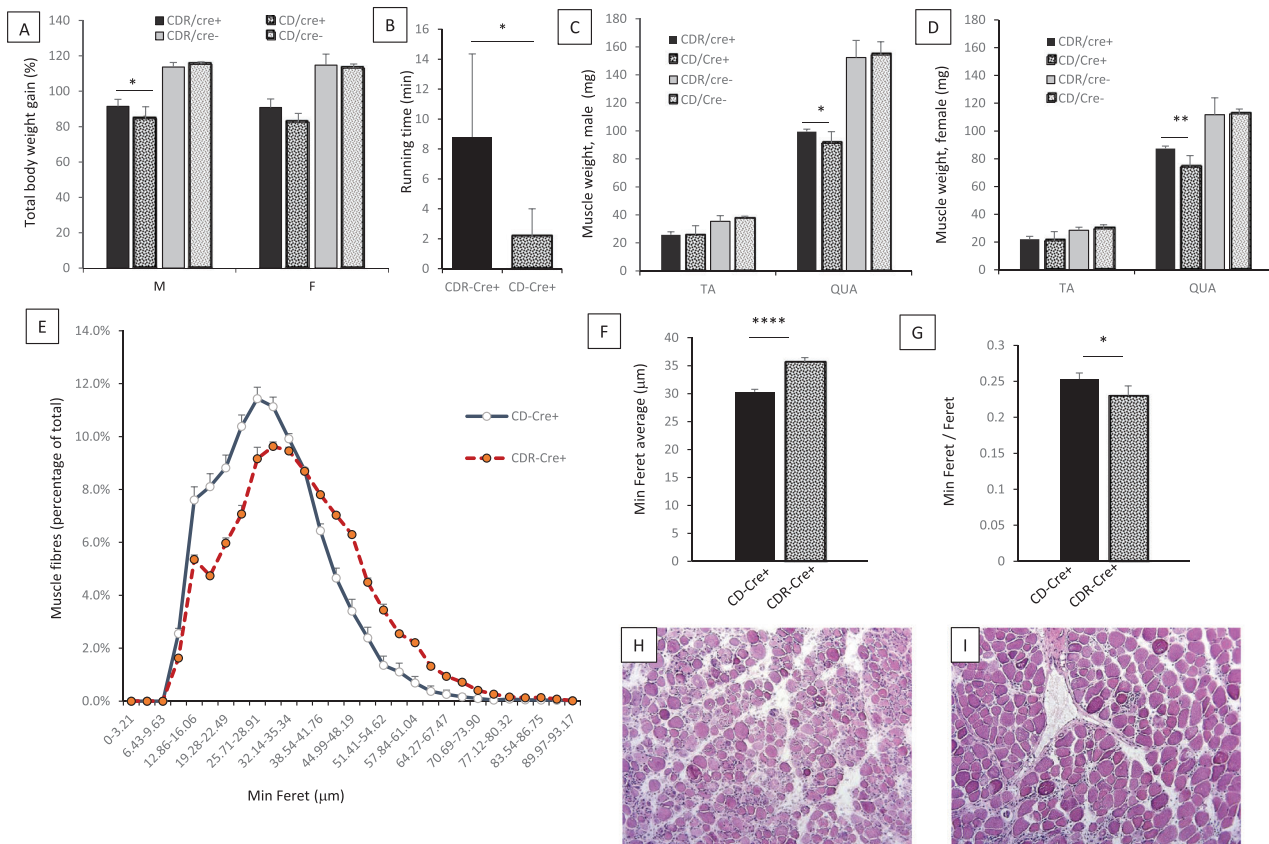 A
Total body weight gain (%)
140
120
100
80
60
40
20
0
CDR/cre+
CD/cre+
CDR/cre-
CD/cre-
*
M
F
B
Running time (min)
16
14
12
10
8
6
4
2
0
*
CDR-Cre+
CD-Cre+
C
Muscle weight, male (mg)
180
160
140
120
100
80
60
40
20
0
CDR/cre+
CD/Cre+
CDR/cre-
CD/Cre-
*
TA
QUA
D
Muscle weight, female (mg)
180
160
140
120
100
80
60
40
20
0
CDR/cre+
CD/Cre+
CDR/cre-
CD/Cre-
**
TA
QUA
E
Muscle fibres (percentage of total)
14.0%
12.0%
10.0%
8.0%
6.0%
4.0%
2.0%
0.0%
CD-Cre+
CDR-Cre+
0-3.21
6.43-9.63
12.86-16.06
19.28-22.49
25.71-28.91
32.14-35.34
38.54-41.76
44.99-48.19
51.41-54.62
57.84-61.04
64.27-67.47
70.69-73.90
77.12-80.32
83.54-86.75
89.97-93.17
Min Feret (μm)
F
Min Feret average (μm)
40
35
30
25
20
15
10
5
0
****
CD-Cre+
CDR-Cre+
G
Min Feret / Feret
0.3
0.25
0.2
0.15
0.1
0.05
0
*
CD-Cre+
CDR-Cre+
H
I